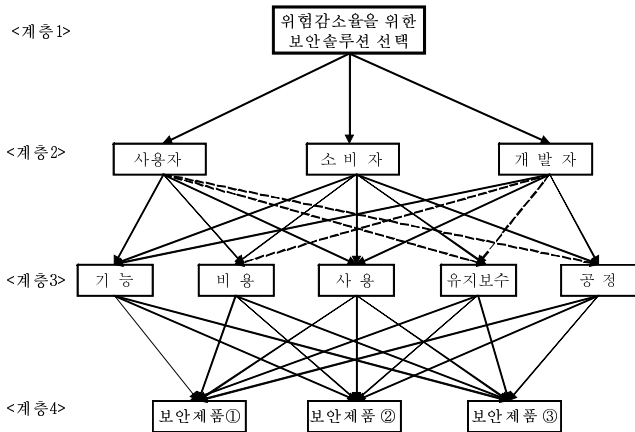 <계층1>
위험감소율을 위한
보안솔루션 선택
<계층2>
사용자
소 비 자
개 발 자
<계층3>
기 능
비 용
사 용
유지보수
공 정
<계층4>
보안제품①
보안제품 ②
보안제품 ③